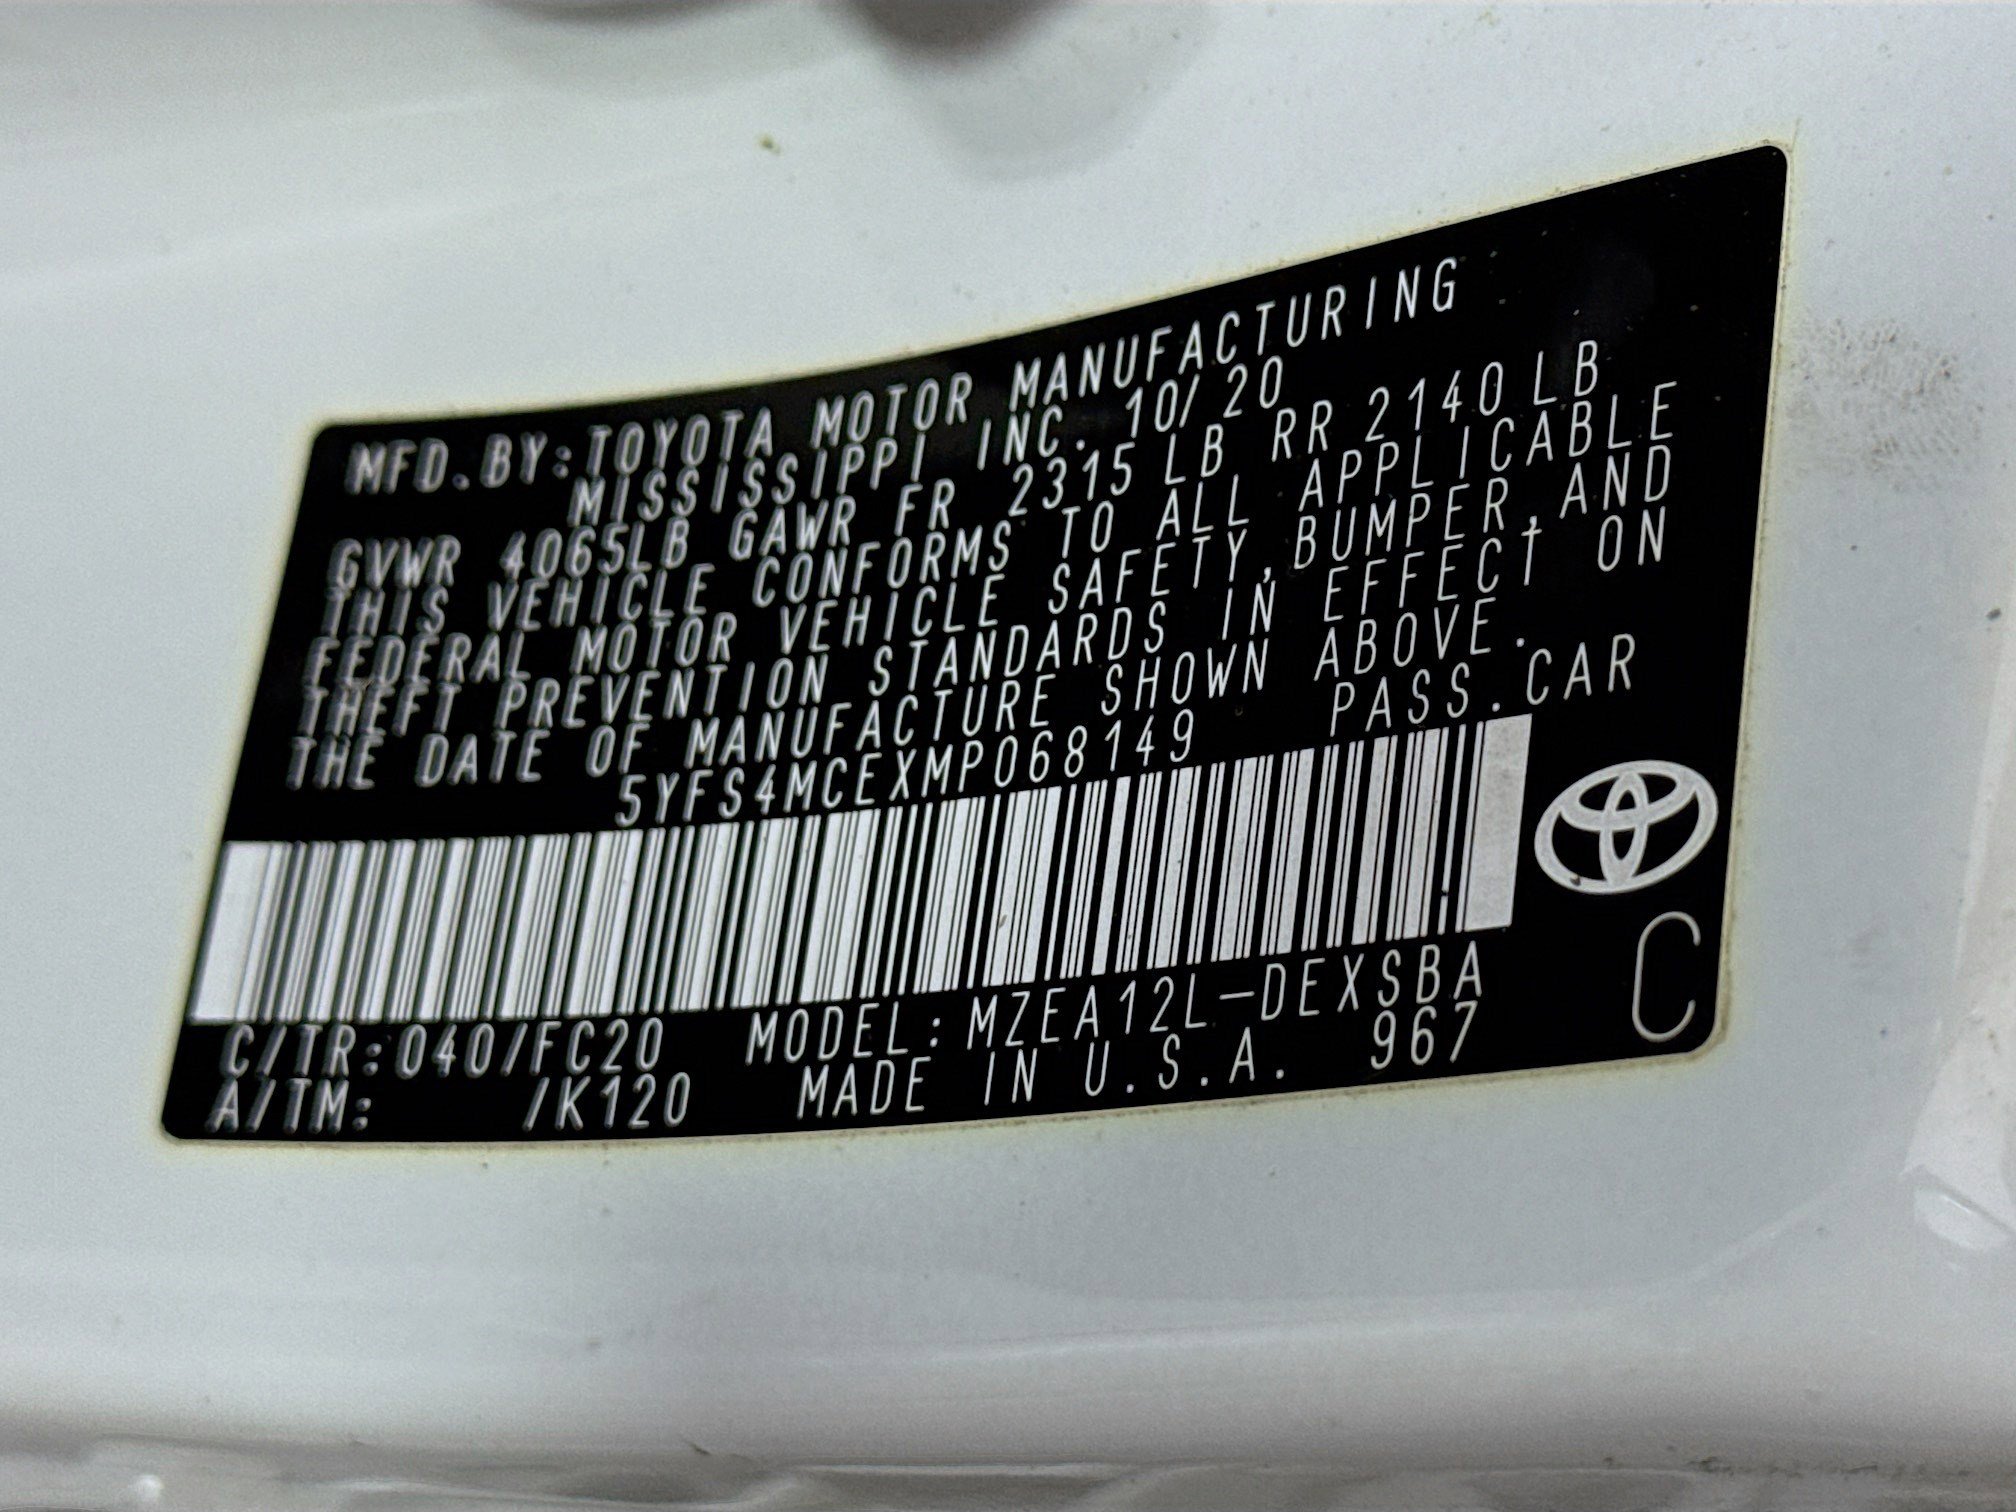 MFD.BY:TOYOTA MOTOR MANUFACTURING
MISSISSIPPI INC. 10/20
GVWR 4065LB GAWR FR 2315LB RR 2140LB
THIS VEHICLE CONFORMS TO ALL APPLICABLE
FEDERAL MOTOR VEHICLE SAFETY,BUMPER,AND
THEFT PREVENTION STANDARDS IN EFFECT ON
THE DATE OF MANUFACTURE SHOWN ABOVE.
5YFS4MCEXMP068149 PASS.CAR
C/TR:040/FC20 MODEL:MZEA12L-DEXSBA
A/TM: /K120 MADE IN U.S.A. 967
C